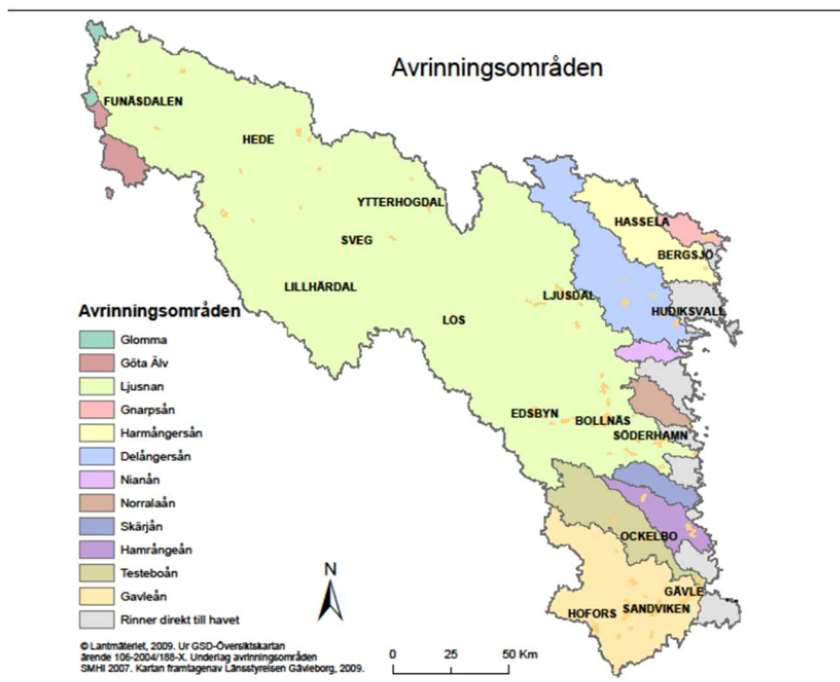 Avrinningsområden
FUNÄSDALEN
HEDE
YTTERHOGDAL
SVEG
LILLHÄRDAL
LOS
HASSELA
BERGSJÖ
LJUSDAL
HUDIKSVALL
EDSBYN
BOLLNÄS
SÖDERHAMN
OCKELBO
GÄVLE
SANDVIKEN
HOFORS
Avrinningsområden
Glomma
Göta Älv
Ljusnan
Gnarpsån
Harmångersån
Delångersån
Nianån
Norralaån
Skärjån
Hamrångeån
Testeboån
Gavleån
Rinner direkt till havet
N
0 25 50 Km
© Lantmäteriet, 2009. Ur GSD-Översiktskartan
ärende 106-2004/188-X. Underlag avrinningsområden
SMHI 2007. Kartan framtagenav Länsstyrelsen Gävleborg, 2009.